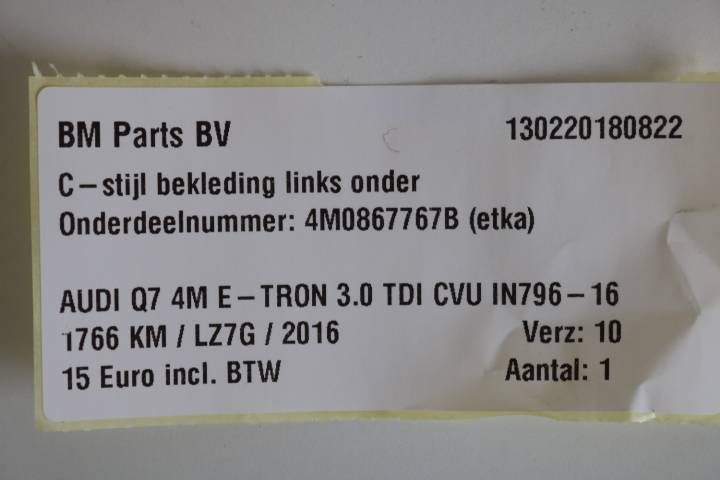 BM Parts BV 130220180822
C-stijl bekleding links onder
Onderdeelnummer: 4M0867767B (etka)
AUDI Q7 4M E-TRON 3.0 TDI CVU IN796-16
1766 KM / LZ7G / 2016 Verz: 10
15 Euro incl. BTW Aantal: 1